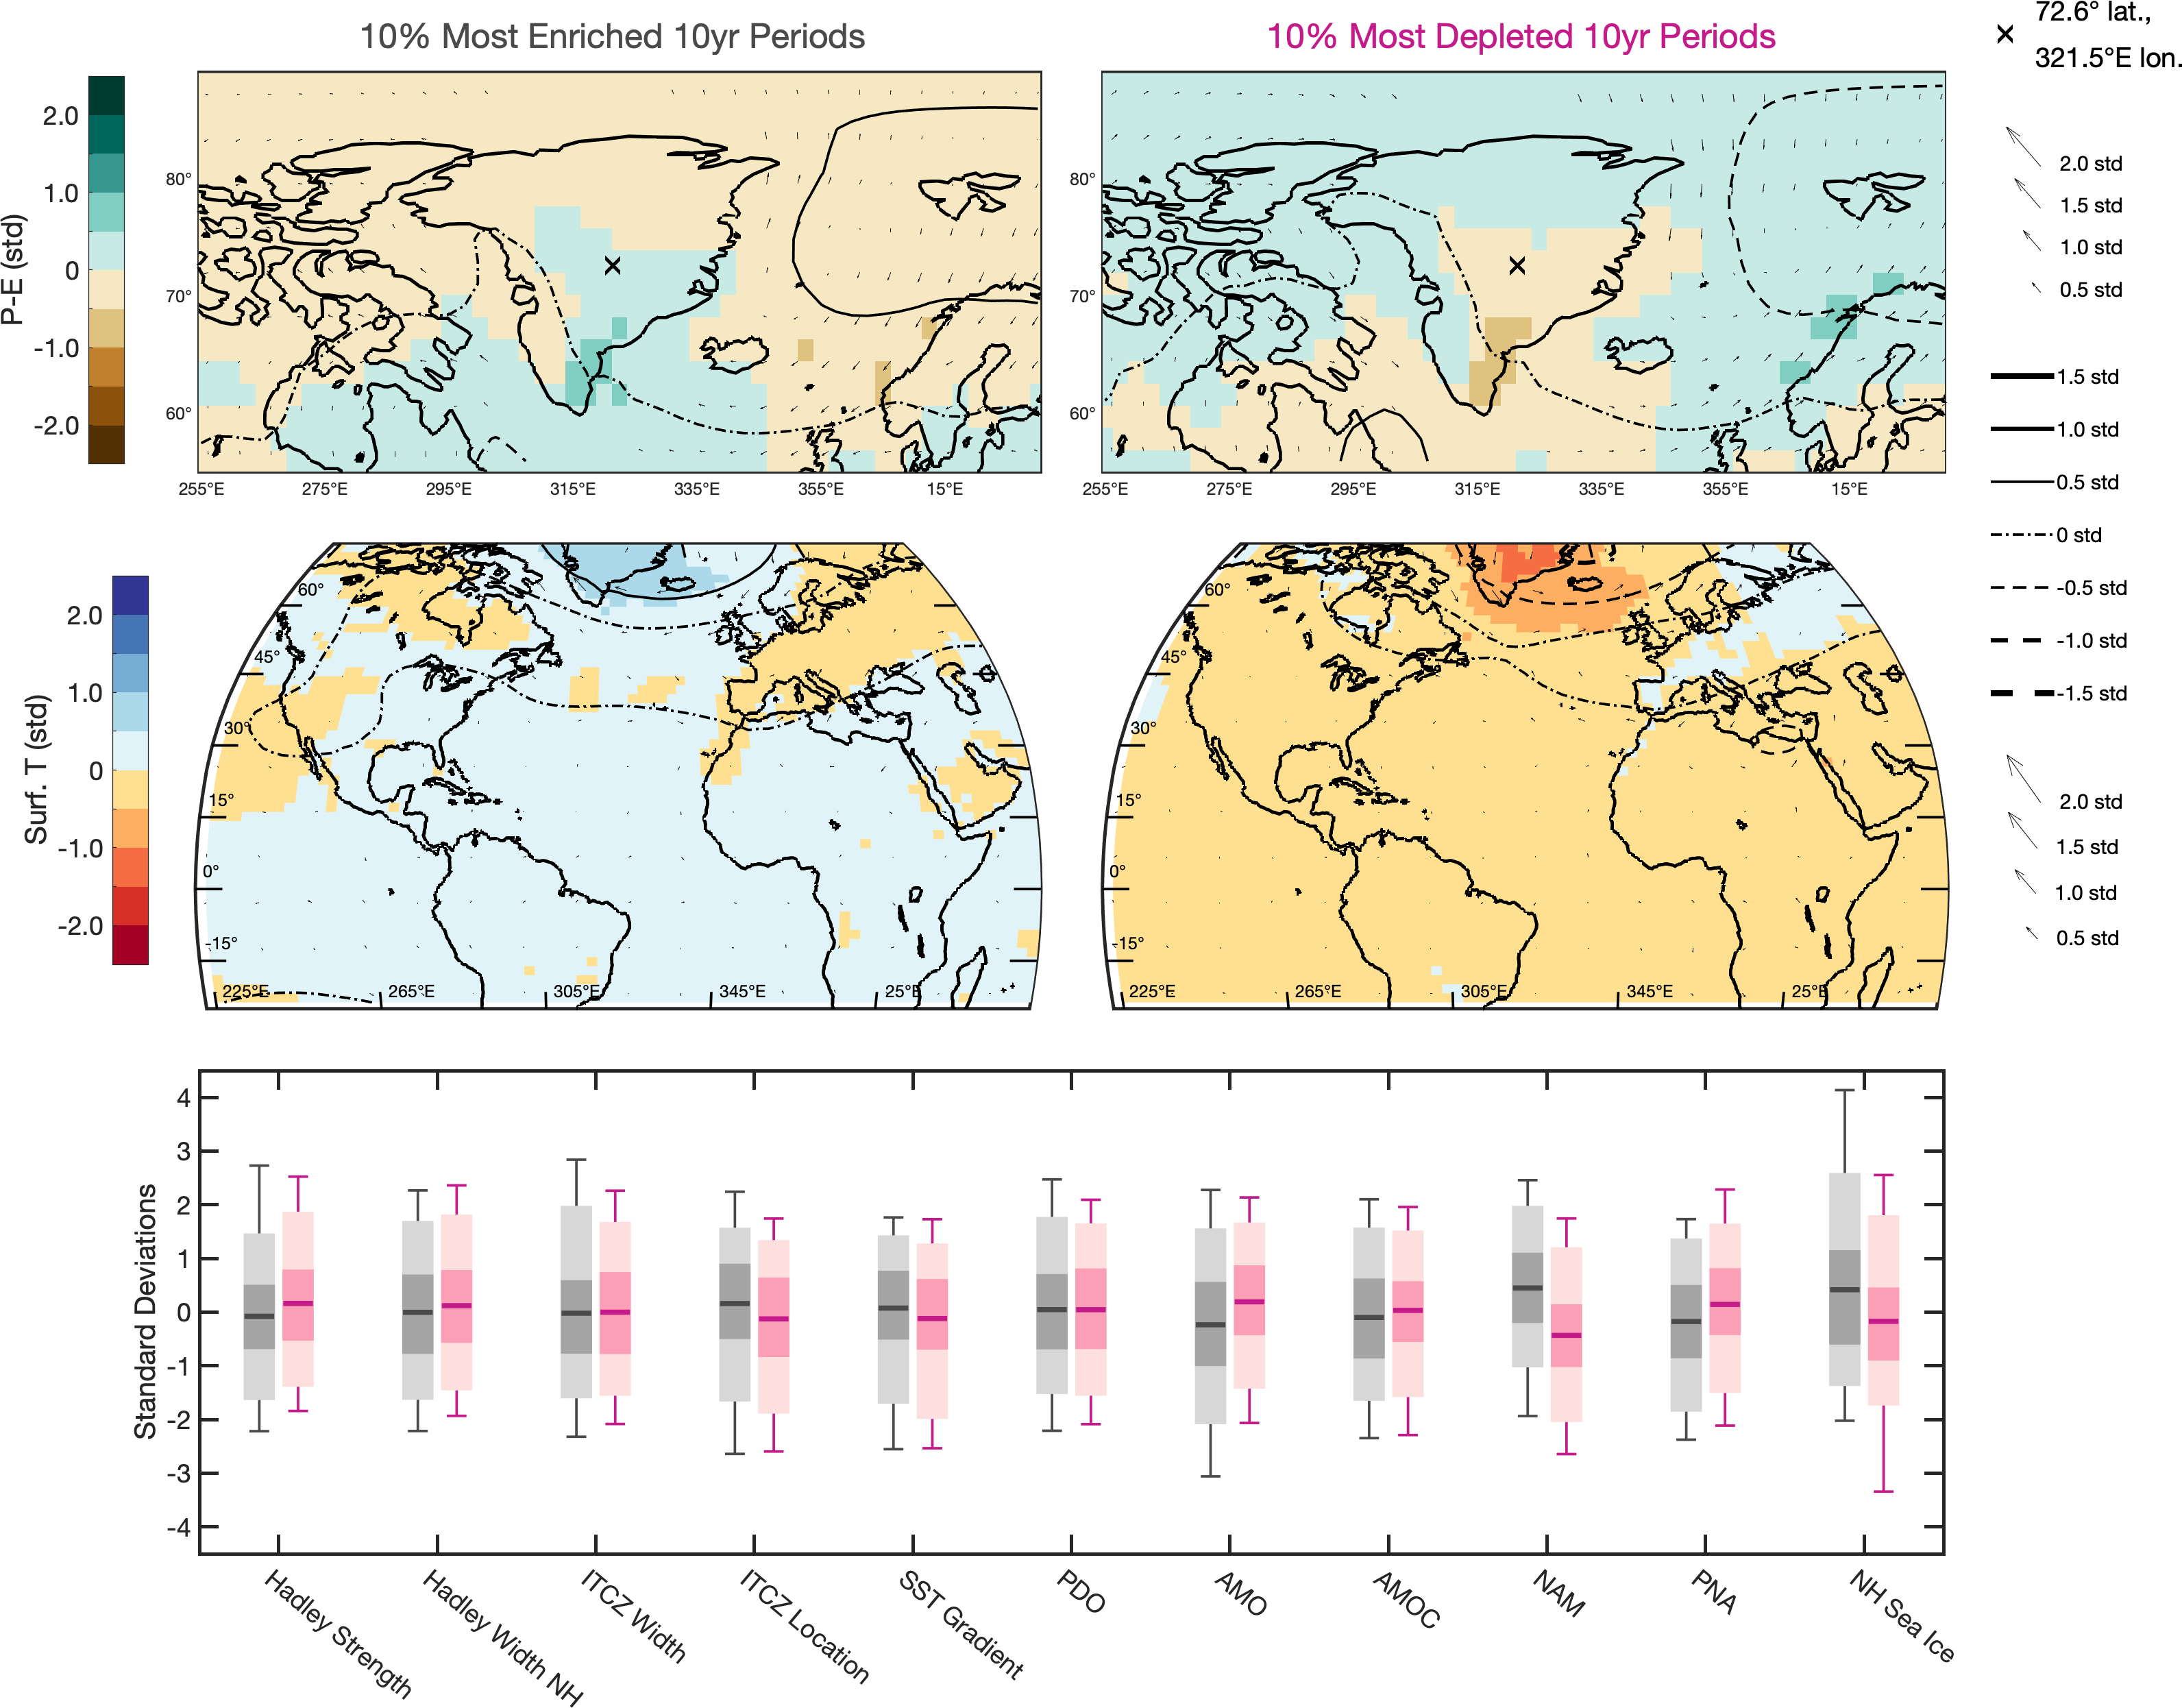 10% Most Enriched 10yr Periods
10% Most Depleted 10yr Periods
72.6° lat.,
321.5°E lon.
P-E (std)
2.0
1.0
0
-1.0
-2.0
80°
70°
60°
255°E 275°E 295°E 315°E 335°E 355°E 15°E
80°
70°
60°
255°E 275°E 295°E 315°E 335°E 355°E 15°E
2.0 std
1.5 std
1.0 std
0.5 std
1.5 std
1.0 std
0.5 std
0 std
-0.5 std
-1.0 std
-1.5 std
Surf. T (std)
2.0
1.0
0
-1.0
-2.0
60°
45°
30°
15°
0°
-15°
225°E 265°E 305°E 345°E 25°E
60°
45°
30°
15°
0°
-15°
225°E 265°E 305°E 345°E 25°E
2.0 std
1.5 std
1.0 std
0.5 std
Standard Deviations
4
3
2
1
0
-1
-2
-3
-4
Hadley Strength
Hadley Width NH
ITCZ Width
ITCZ Location
SST Gradient
PDO
AMO
AMOC
NAM
PNA
NH Sea Ice